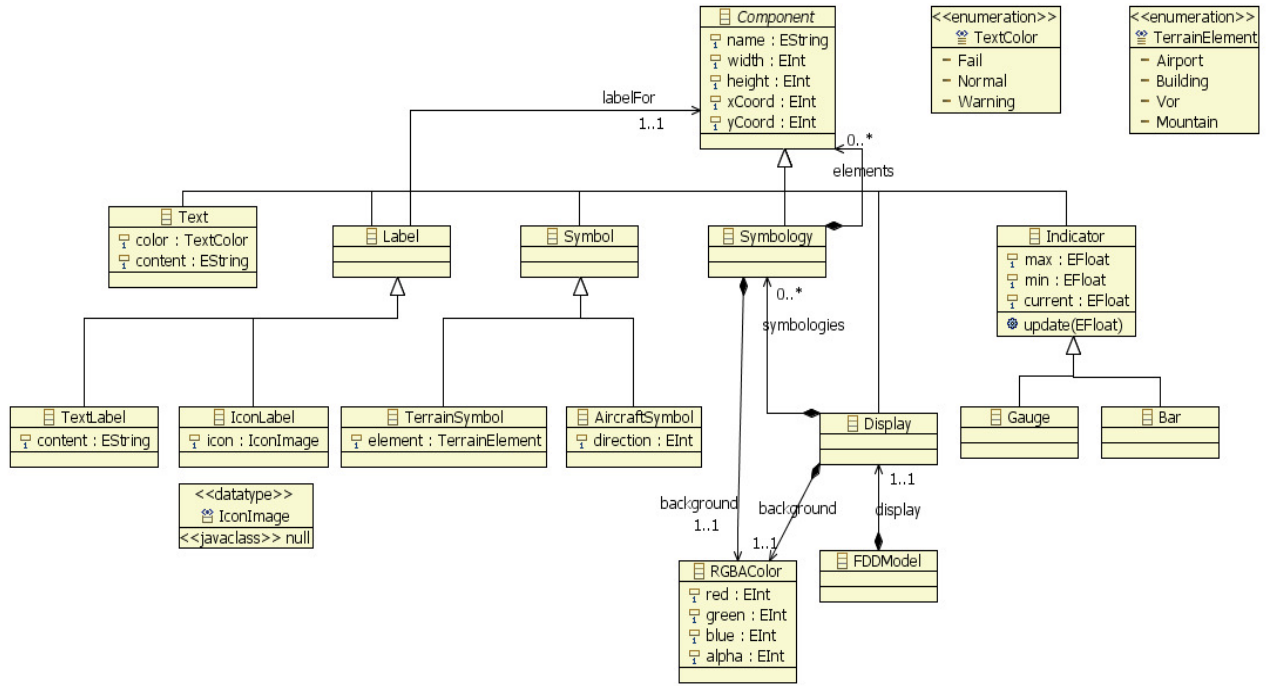 Component
name : EString
width : EInt
height : EInt
xCoord : EInt
yCoord : EInt
<<enumeration>>
TextColor
Fail
Normal
Warning
<<enumeration>>
TerrainElement
Airport
Building
Vor
Mountain
labelFor
1..1
0..*
elements
Text
color : TextColor
content : EString
Label
Symbol
Symbology
Indicator
max : EFloat
min : EFloat
current : EFloat
update(EFloat)
0..*
symbologies
TextLabel
content : EString
IconLabel
icon : IconImage
TerrainSymbol
element : TerrainElement
AircraftSymbol
direction : EInt
Display
Gauge
Bar
<<datatype>>
IconImage
<<javaclass>> null
background
1..1
background
1..1
1..1
display
RGBAColor
red : EInt
green : EInt
blue : EInt
alpha : EInt
FDDModel